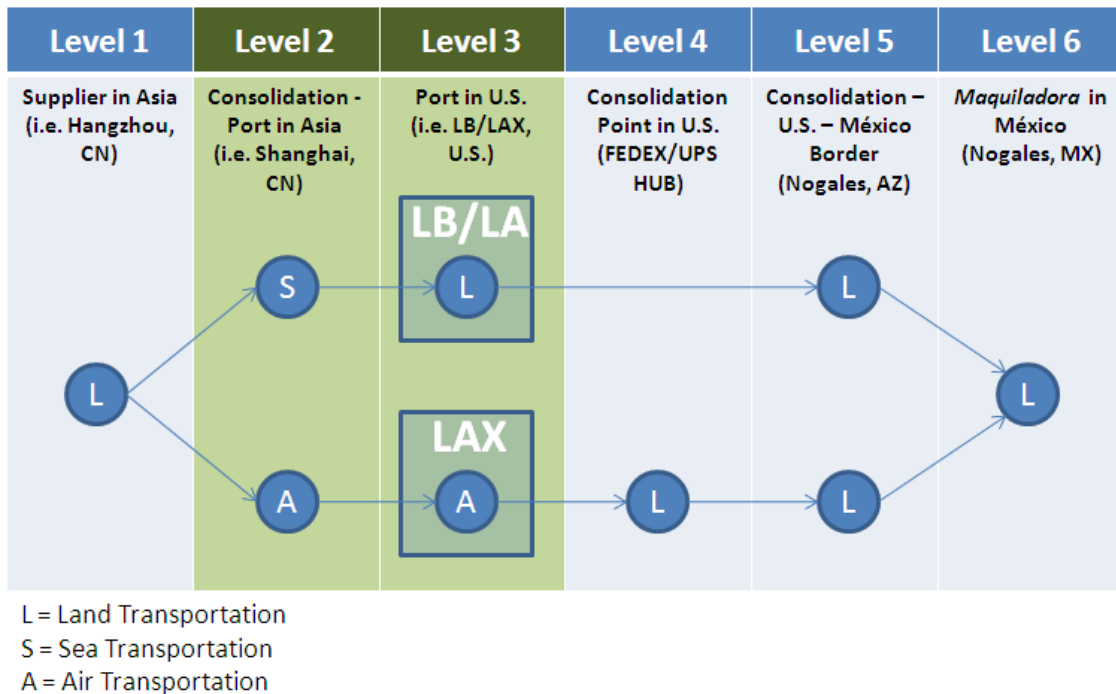 Level 1
Level 2
Level 3
Level 4
Level 5
Level 6
Supplier in Asia
(i.e. Hangzhou,
CN)
Consolidation -
Port in Asia
(i.e. Shanghai,
CN)
Port in U.S.
(i.e. LB/LAX,
U.S.)
Consolidation
Point in U.S.
(FEDEX/UPS
HUB)
Consolidation –
U.S. – México
Border
(Nogales, AZ)
Maquiladora in
México
(Nogales, MX)
LB/LA
S
L
L
L
L
LAX
A
A
L
L
L = Land Transportation
S = Sea Transportation
A = Air Transportation